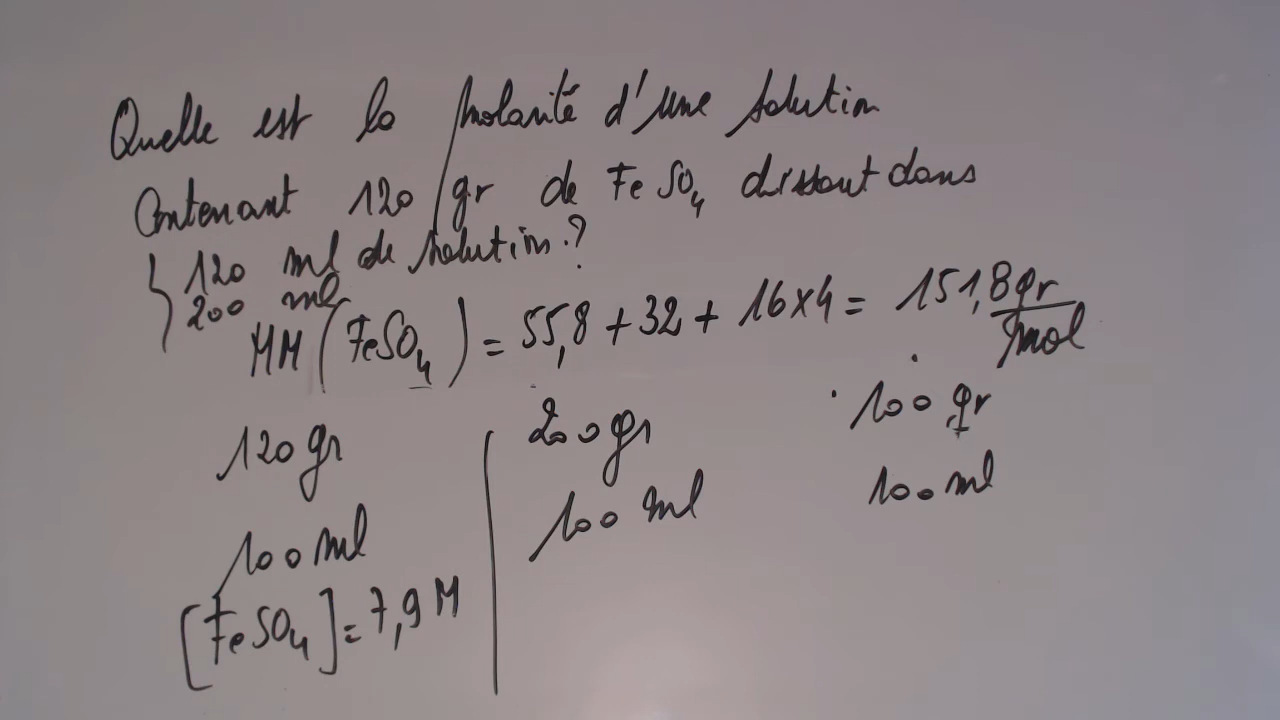 Quelle est la molarité d'une solution
Contenant 120 gr de FeSO4 dissout dans
120 ml de solution ?
200 ml
MM (FeSO4) = 55,8 + 32 + 16 x 4 = 151,8 gr/mol
120 gr
100 ml
[FeSO4] = 7,9 M
200 gr
100 ml
100 gr
100 ml